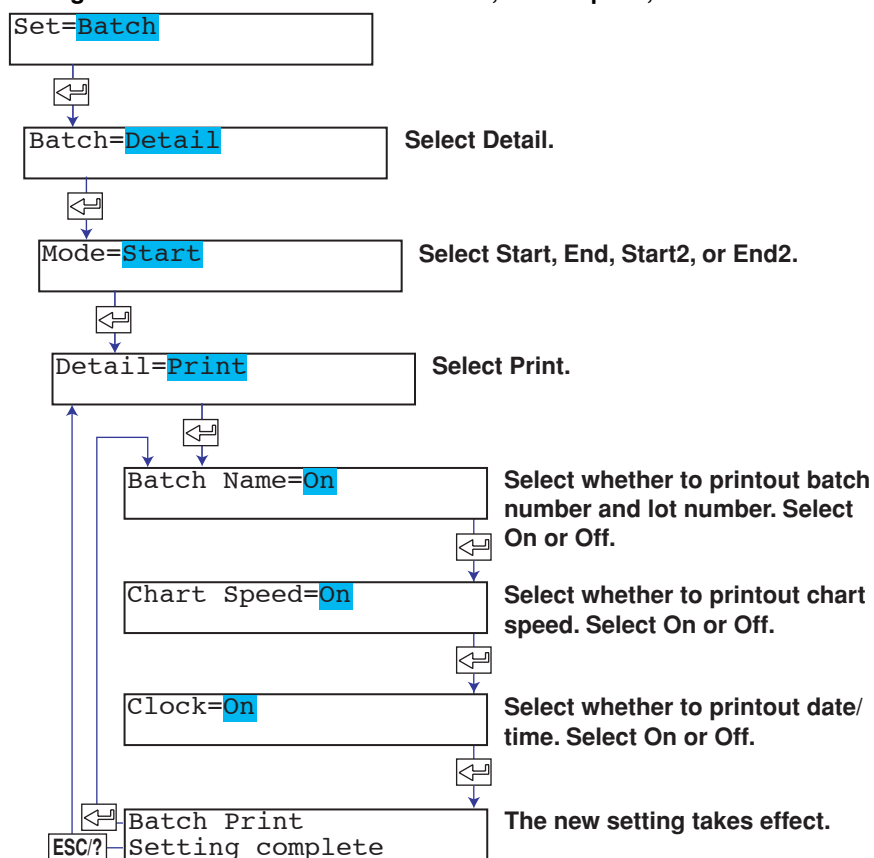 Set=Batch
Batch=Detail
Select Detail.
Mode=Start
Select Start, End, Start2, or End2.
Detail=Print
Select Print.
Batch Name=On
Select whether to printout batch
number and lot number. Select
On or Off.
Chart Speed=On
Select whether to printout chart
speed. Select On or Off.
Clock=On
Select whether to printout date/
time. Select On or Off.
Batch Print
The new setting takes effect.
ESC/?
Setting complete